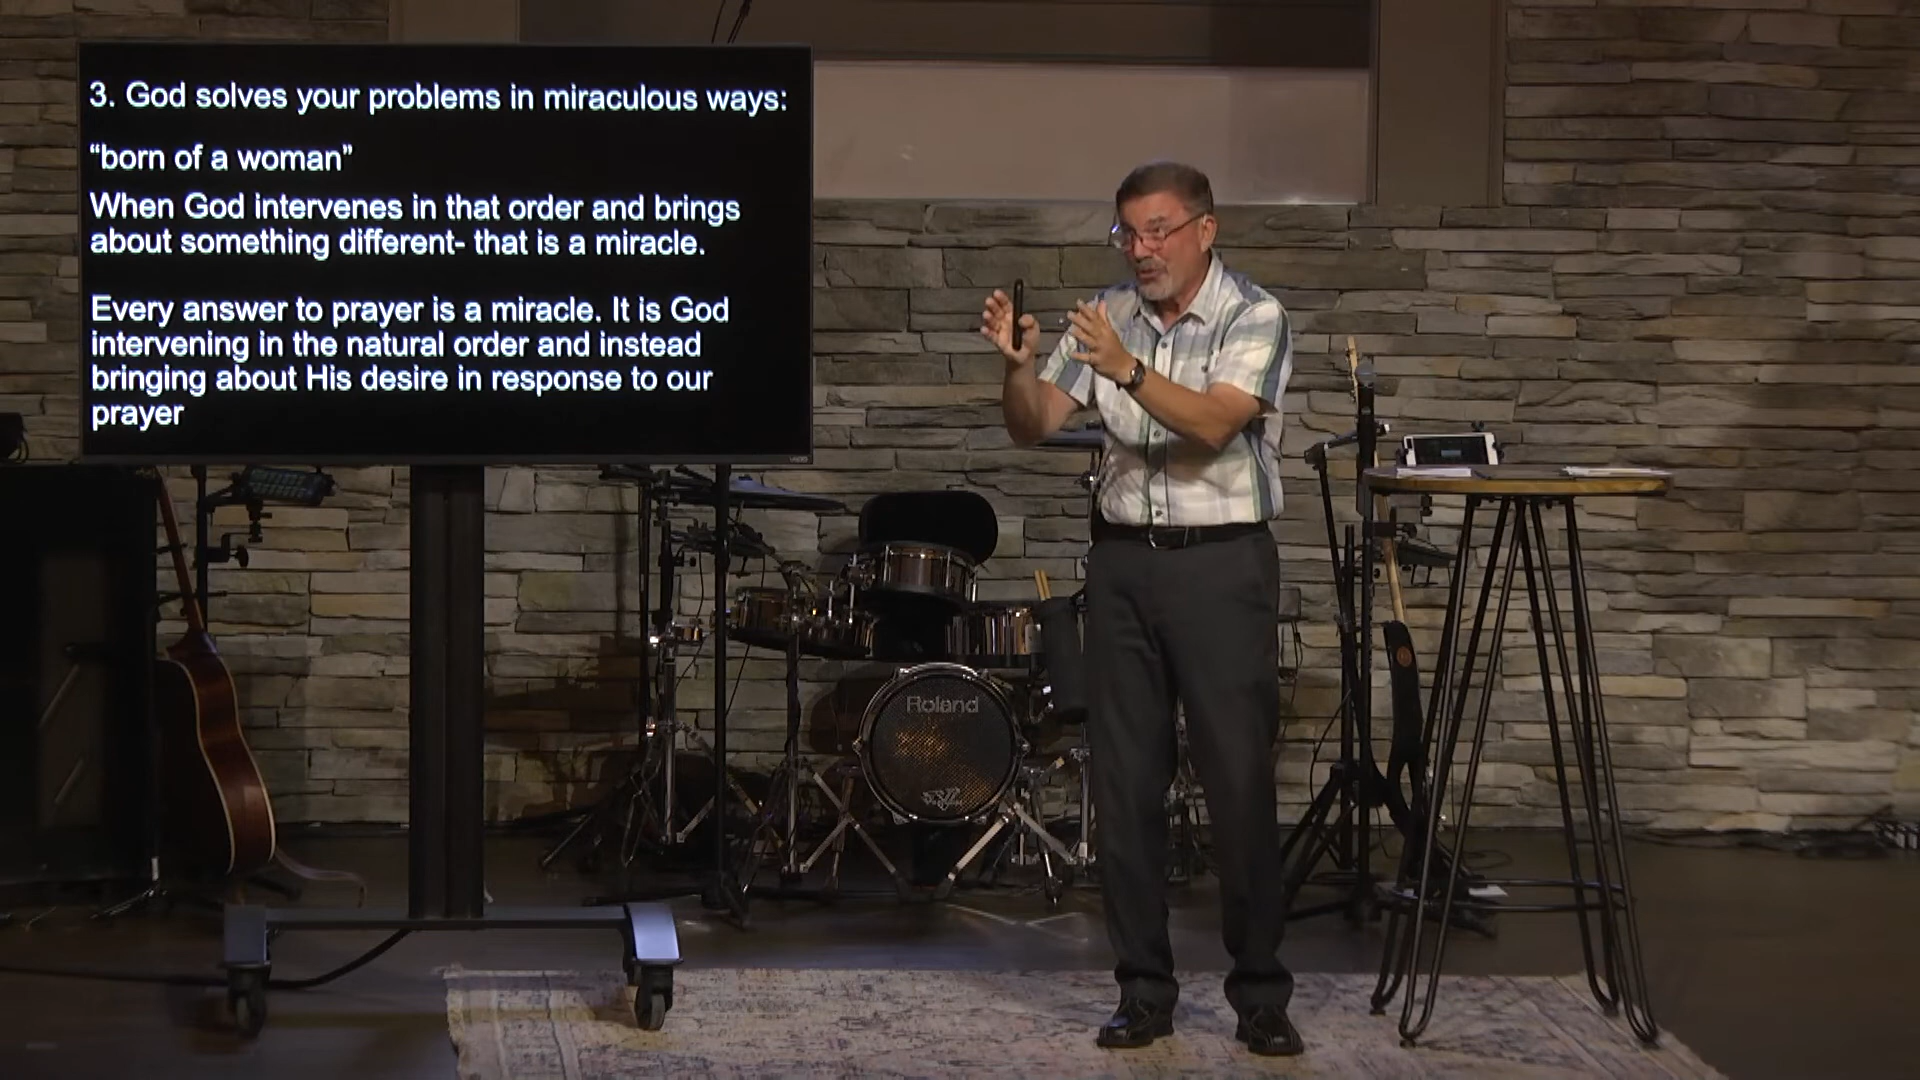 3. God solves your problems in miraculous ways:
“born of a woman”
When God intervenes in that order and brings
about something different- that is a miracle.
Every answer to prayer is a miracle. It is God
intervening in the natural order and instead
bringing about His desire in response to our
prayer
Roland